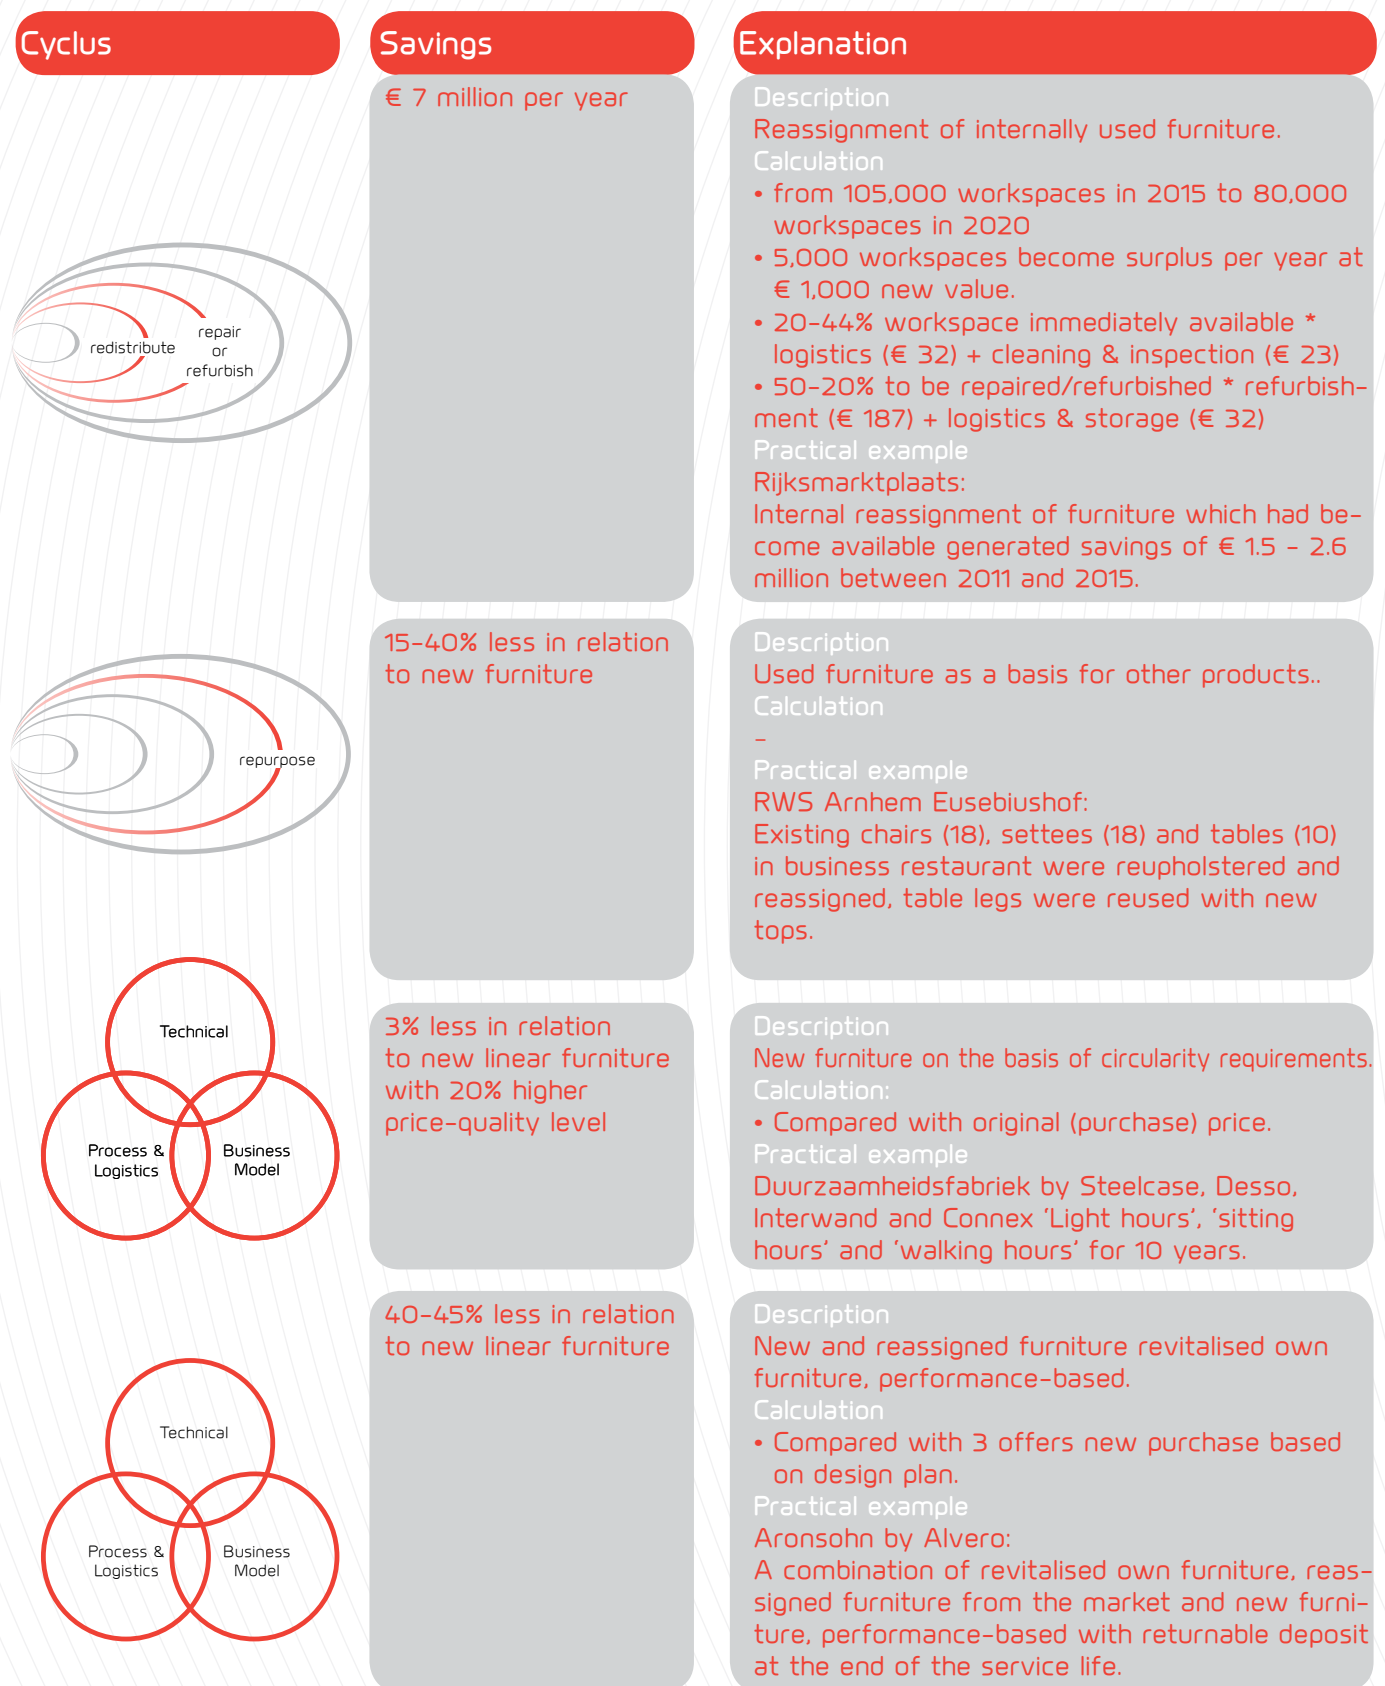 Cyclus
Savings
Explanation
redistribute
repair
or
refurbish
€ 7 million per year
Description
Reassignment of internally used furniture.
Calculation
• from 105,000 workspaces in 2015 to 80,000
workspaces in 2020
• 5,000 workspaces become surplus per year at
€ 1,000 new value.
• 20-44% workspace immediately available *
logistics (€ 32) + cleaning & inspection (€ 23)
• 50-20% to be repaired/refurbished * refurbish-
ment (€ 187) + logistics & storage (€ 32)
Practical example
Rijksmarktplaats:
Internal reassignment of furniture which had be-
come available generated savings of € 1.5 - 2.6
million between 2011 and 2015.
repurpose
15-40% less in relation
to new furniture
Description
Used furniture as a basis for other products..
Calculation
-
Practical example
RWS Arnhem Eusebiushof:
Existing chairs (18), settees (18) and tables (10)
in business restaurant were reupholstered and
reassigned, table legs were reused with new
tops.
Technical
Process &
Logistics
Business
Model
3% less in relation
to new linear furniture
with 20% higher
price-quality level
Description
New furniture on the basis of circularity requirements.
Calculation:
• Compared with original (purchase) price.
Practical example
Duurzaamheidsfabriek by Steelcase, Desso,
Interwand and Connex ‘Light hours’, ‘sitting
hours’ and ‘walking hours’ for 10 years.
Technical
Process &
Logistics
Business
Model
40-45% less in relation
to new linear furniture
Description
New and reassigned furniture revitalised own
furniture, performance-based.
Calculation
• Compared with 3 offers new purchase based
on design plan.
Practical example
Aronsohn by Alvero:
A combination of revitalised own furniture, reas-
signed furniture from the market and new furni-
ture, performance-based with returnable deposit
at the end of the service life.